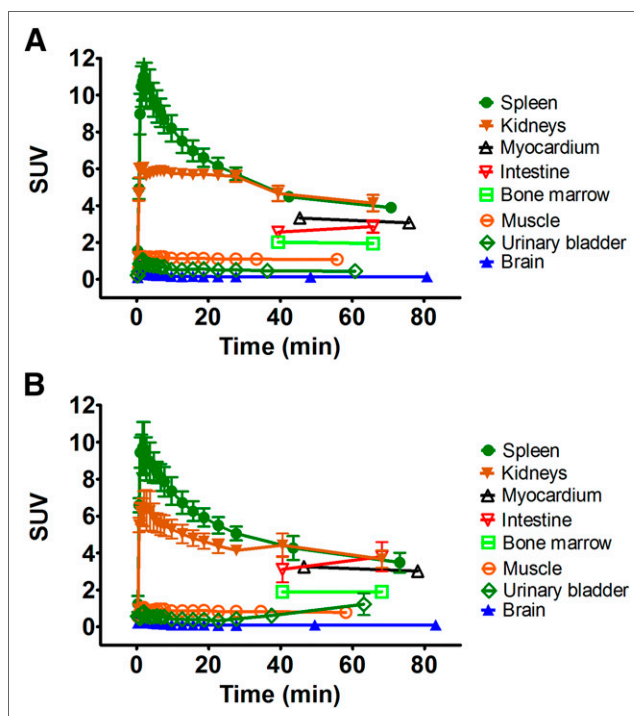 A
SUV
12
10
8
6
4
2
0
0 20 40 60 80
Time (min)
Spleen
Kidneys
Myocardium
Intestine
Bone marrow
Muscle
Urinary bladder
Brain
B
SUV
12
10
8
6
4
2
0
0 20 40 60 80
Time (min)
Spleen
Kidneys
Myocardium
Intestine
Bone marrow
Muscle
Urinary bladder
Brain